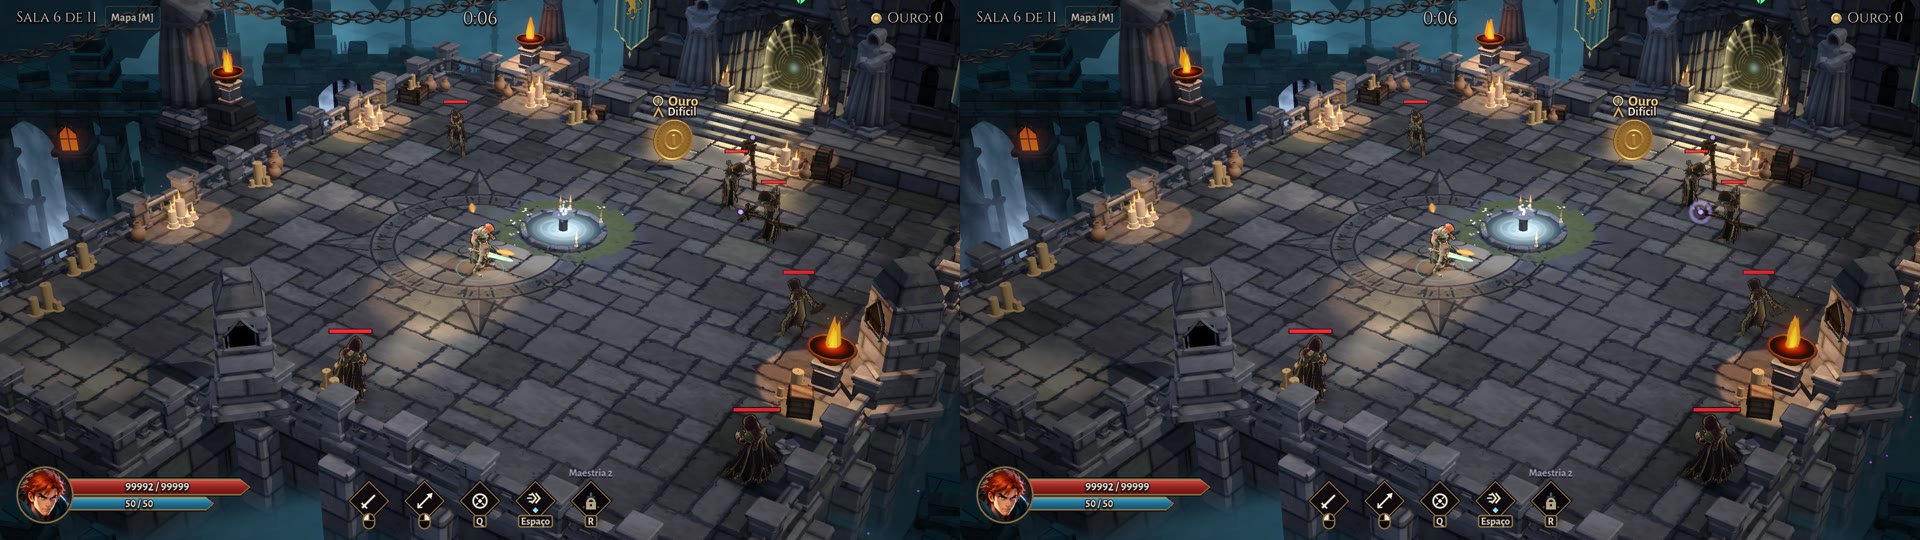 SALA 6 DE 11
Mapa [M]
0:06
OURO: 0
Ouro
Difícil
99992 / 99999
50 / 50
Maestria 2
Q
Espaço
R
SALA 6 DE 11
Mapa [M]
0:06
OURO: 0
Ouro
Difícil
99992 / 99999
50 / 50
Maestria 2
Q
Espaço
R